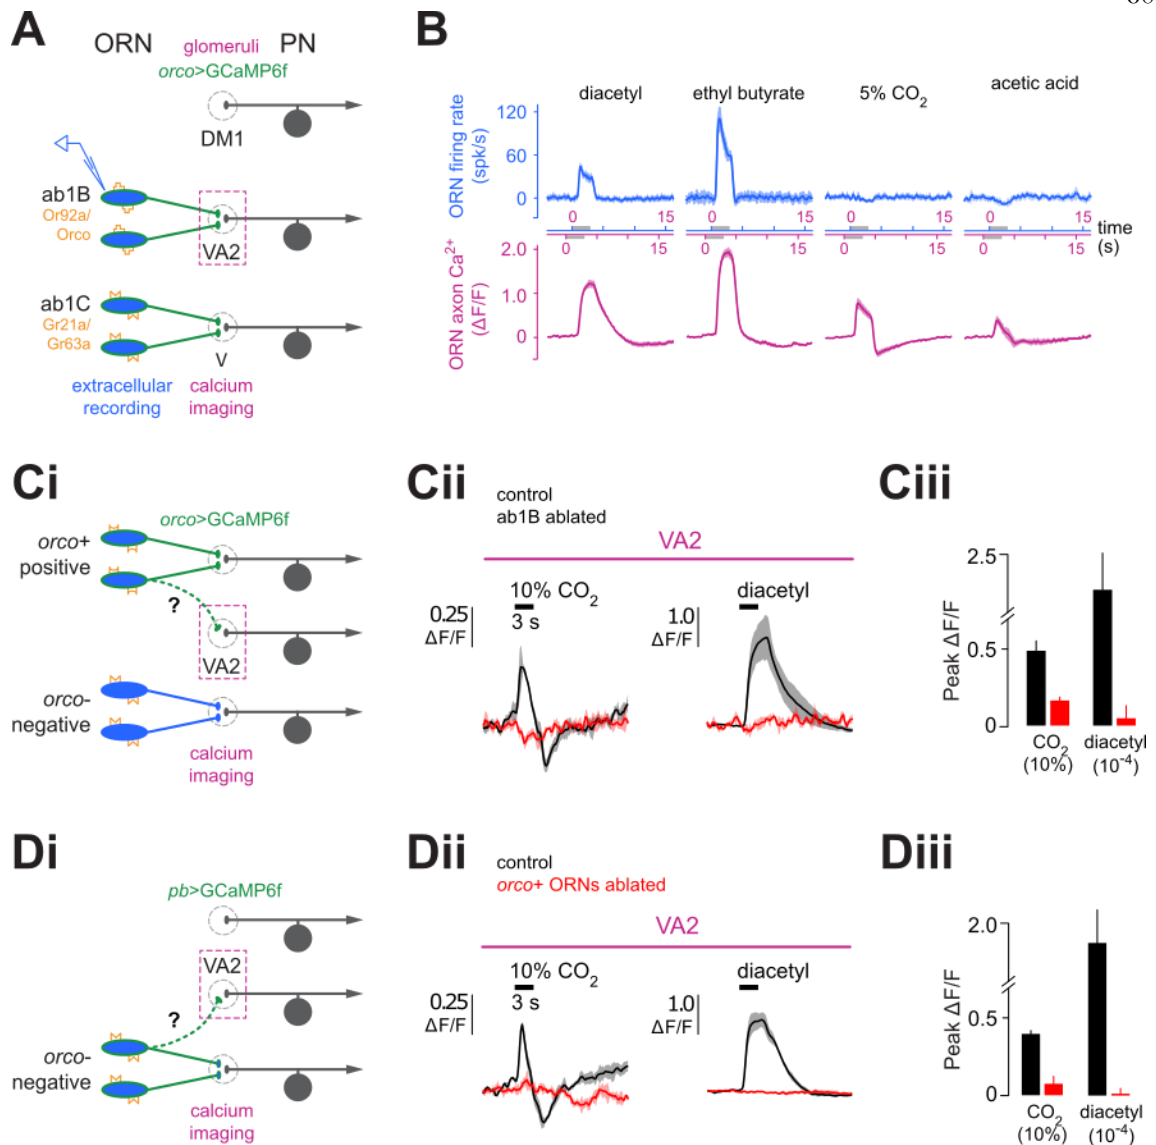 A
ORN
glomeruli
PN
orco>GCaMP6f
DM1
ab1B
Or92a/
Orco
VA2
ab1C
Gr21a/
Gr63a
V
extracellular
recording
calcium
imaging
B
diacetyl
ethyl butyrate
5% CO2
acetic acid
ORN firing rate
(spk/s)
120
60
0
0 15
0 15
0 15
0 15
time
(s)
0 15
0 15
0 15
0 15
ORN axon Ca2+
(ΔF/F)
2.0
1.0
0
Ci
orco>GCaMP6f
orco+
positive
?
VA2
orco-
negative
calcium
imaging
Cii
control
ab1B ablated
VA2
10% CO2
3 s
0.25
ΔF/F
diacetyl
1.0
ΔF/F
Ciii
Peak ΔF/F
2.5
0.5
0
CO2
(10%)
diacetyl
(10-4)
Di
pb>GCaMP6f
VA2
?
orco-
negative
calcium
imaging
Dii
control
orco+ ORNs ablated
VA2
10% CO2
3 s
0.25
ΔF/F
diacetyl
1.0
ΔF/F
Diii
Peak ΔF/F
2.0
0.5
0
CO2
(10%)
diacetyl
(10-4)